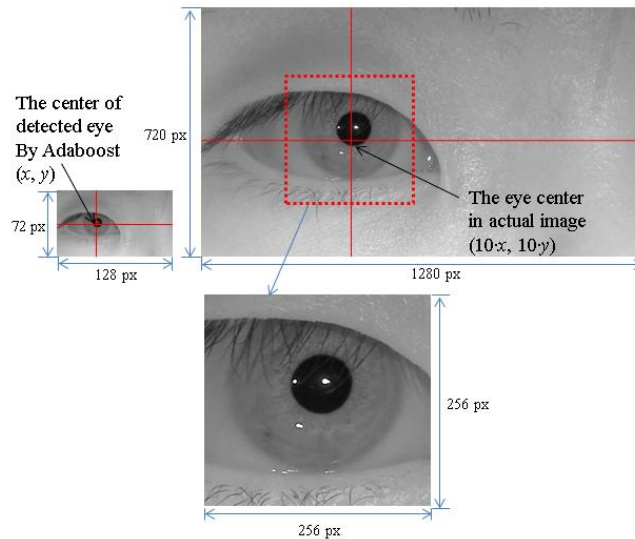 The center of
detected eye
By Adaboost
(x, y)
72 px
128 px
720 px
The eye center
in actual image
(10·x, 10·y)
1280 px
256 px
256 px